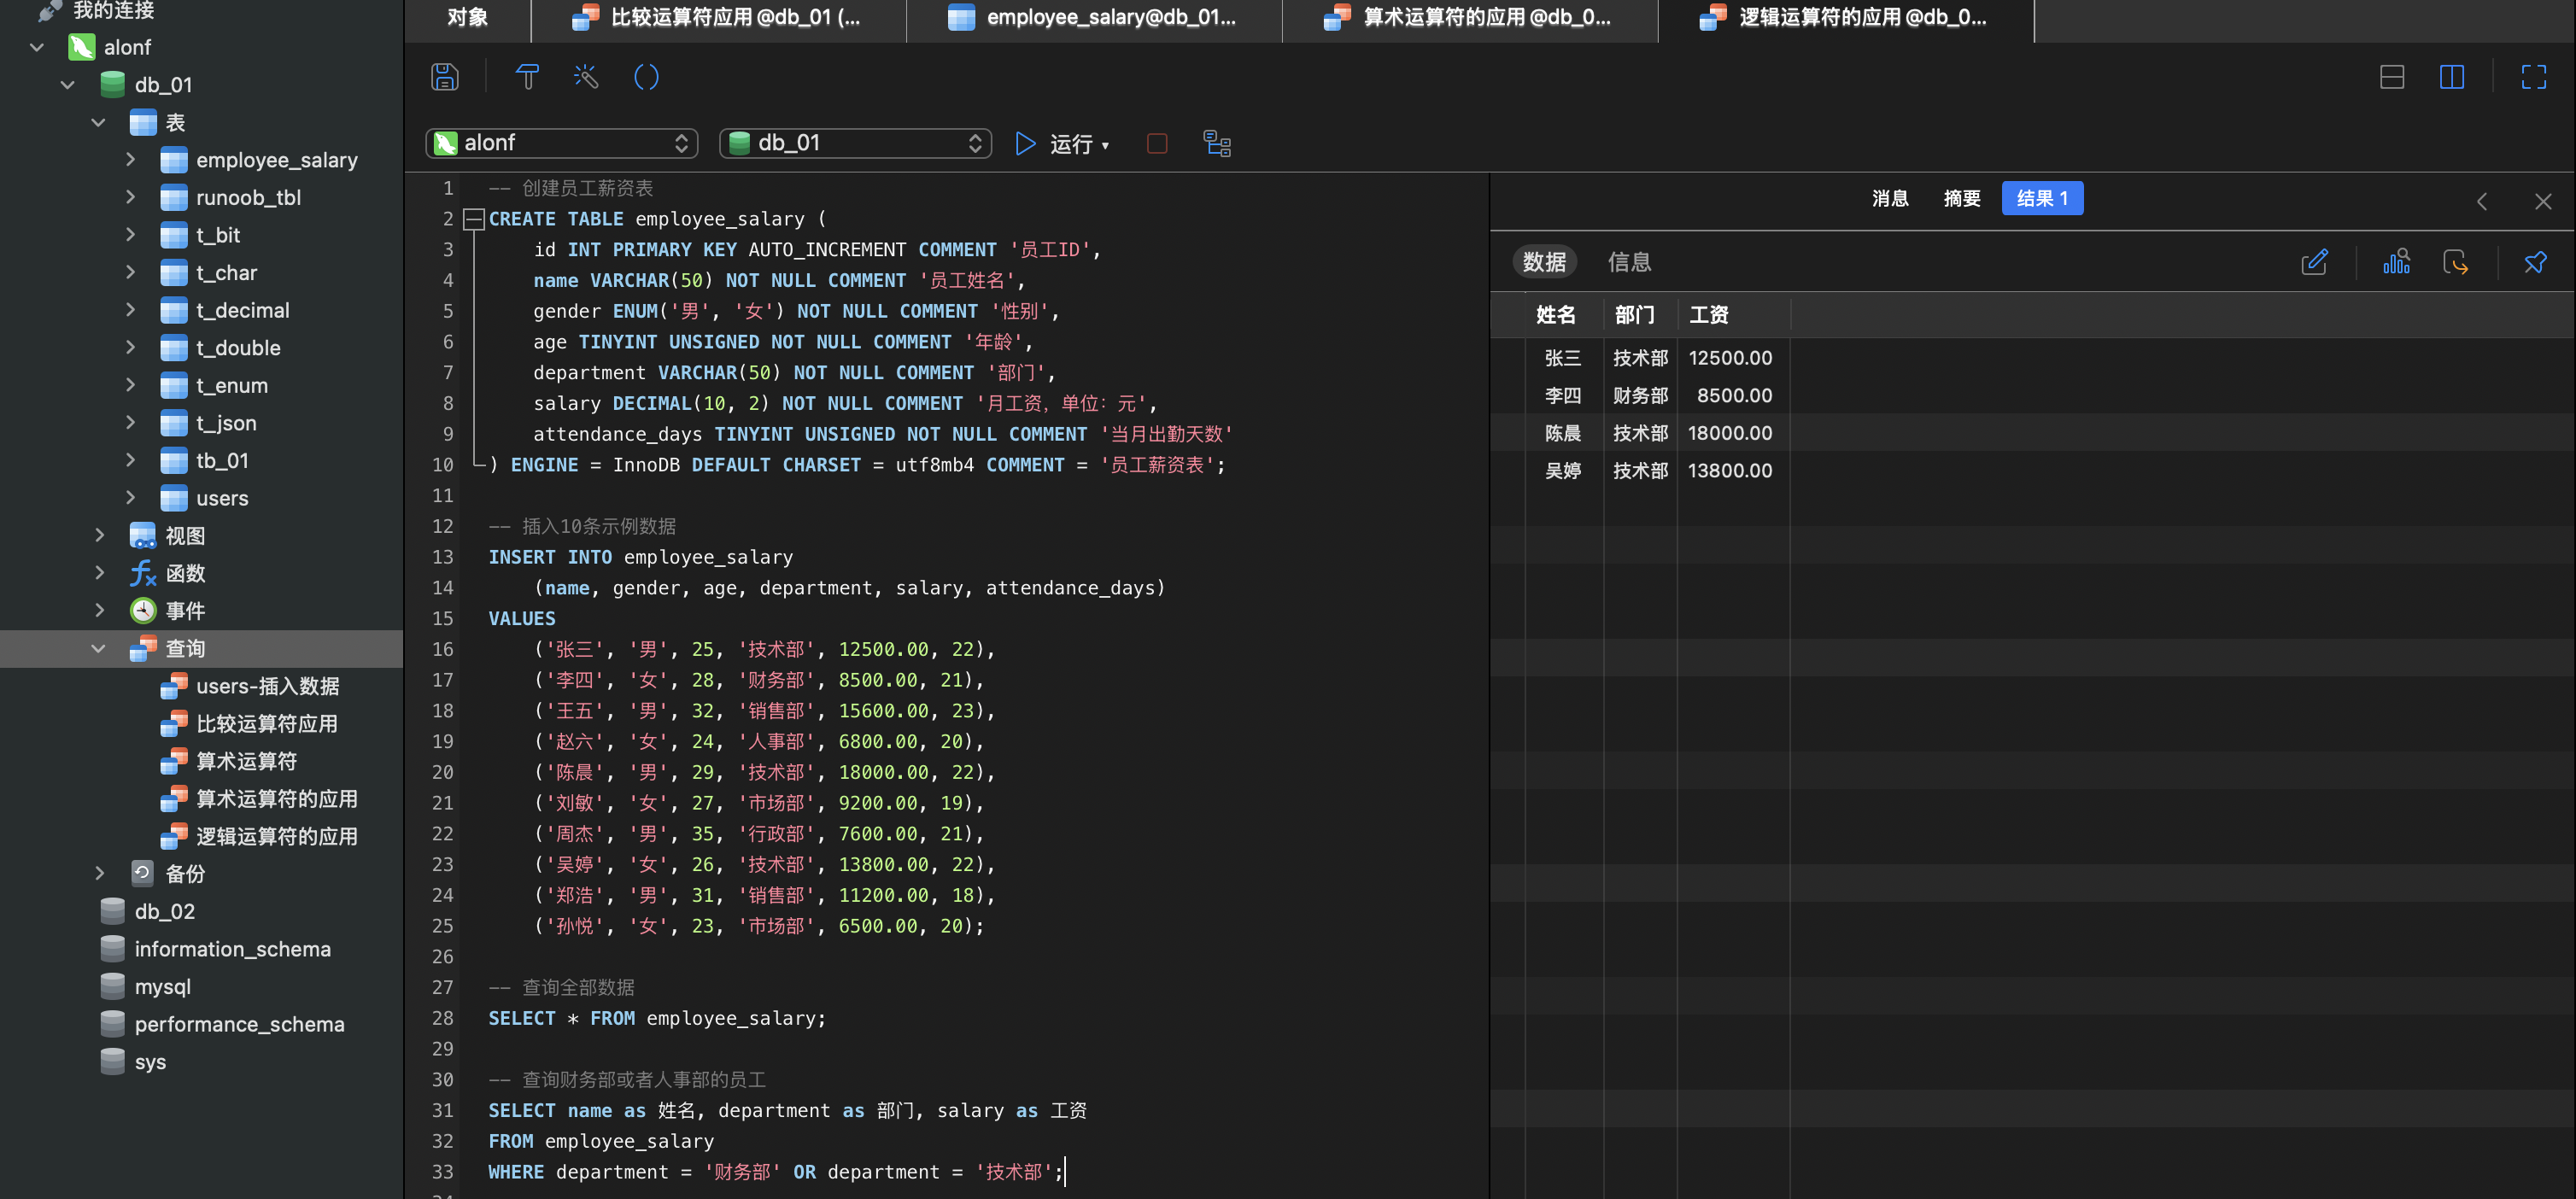 我的连接
alonf
db_01
表
employee_salary
runoob_tbl
t_bit
t_char
t_decimal
t_double
t_enum
t_json
tb_01
users
视图
函数
事件
查询
users-插入数据
比较运算符应用
算术运算符
算术运算符的应用
逻辑运算符的应用
备份
db_02
information_schema
mysql
performance_schema
sys
对象
比较运算符应用 @db_01 (...
employee_salary@db_01...
算术运算符的应用 @db_0...
逻辑运算符的应用 @db_0...
alonf
db_01
运行
1 -- 创建员工薪资表
2 CREATE TABLE employee_salary (
3 id INT PRIMARY KEY AUTO_INCREMENT COMMENT '员工ID',
4 name VARCHAR(50) NOT NULL COMMENT '员工姓名',
5 gender ENUM('男', '女') NOT NULL COMMENT '性别',
6 age TINYINT UNSIGNED NOT NULL COMMENT '年龄',
7 department VARCHAR(50) NOT NULL COMMENT '部门',
8 salary DECIMAL(10, 2) NOT NULL COMMENT '月工资，单位：元',
9 attendance_days TINYINT UNSIGNED NOT NULL COMMENT '当月出勤天数'
10 ) ENGINE = InnoDB DEFAULT CHARSET = utf8mb4 COMMENT = '员工薪资表';
11
12 -- 插入10条示例数据
13 INSERT INTO employee_salary
14 (name, gender, age, department, salary, attendance_days)
15 VALUES
16 ('张三', '男', 25, '技术部', 12500.00, 22),
17 ('李四', '女', 28, '财务部', 8500.00, 21),
18 ('王五', '男', 32, '销售部', 15600.00, 23),
19 ('赵六', '女', 24, '人事部', 6800.00, 20),
20 ('陈晨', '男', 29, '技术部', 18000.00, 22),
21 ('刘敏', '女', 27, '市场部', 9200.00, 19),
22 ('周杰', '男', 35, '行政部', 7600.00, 21),
23 ('吴婷', '女', 26, '技术部', 13800.00, 22),
24 ('郑浩', '男', 31, '销售部', 11200.00, 18),
25 ('孙悦', '女', 23, '市场部', 6500.00, 20);
26
27 -- 查询全部数据
28 SELECT * FROM employee_salary;
29
30 -- 查询财务部或者人事部的员工
31 SELECT name as 姓名, department as 部门, salary as 工资
32 FROM employee_salary
33 WHERE department = '财务部' OR department = '技术部';
消息 摘要 结果 1
数据 信息
姓名 部门 工资
张三 技术部 12500.00
李四 财务部 8500.00
陈晨 技术部 18000.00
吴婷 技术部 13800.00